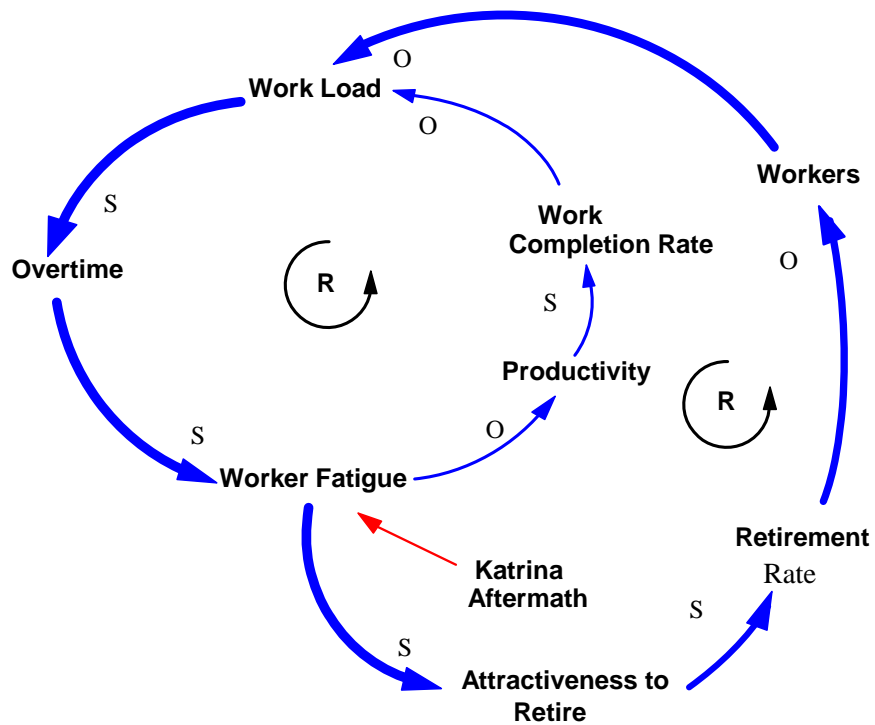 O
Work Load
O
Workers
S
Work
Completion Rate
O
Overtime
R
S
Productivity
R
O
S
Worker Fatigue
Retirement
Rate
Katrina
Aftermath
S
S
Attractiveness to
Retire